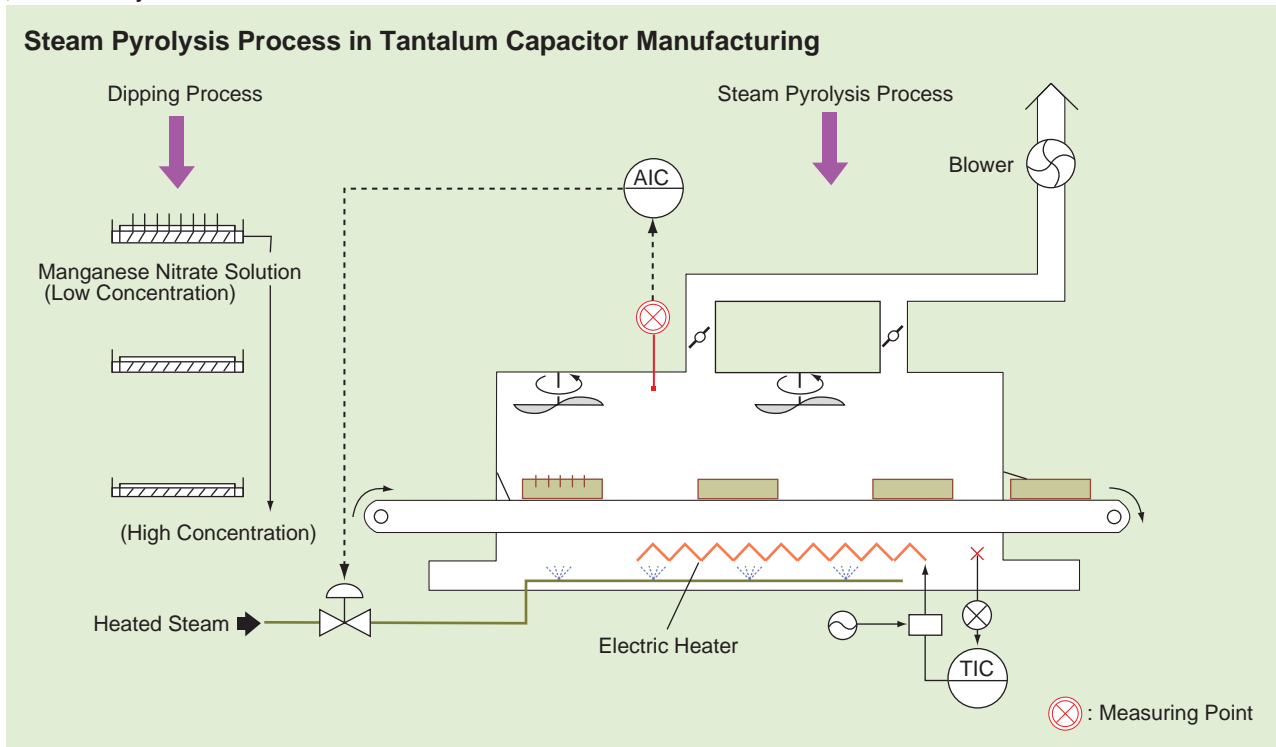 Steam Pyrolysis Process in Tantalum Capacitor Manufacturing
Dipping Process
Steam Pyrolysis Process
Blower
AIC
Manganese Nitrate Solution
(Low Concentration)
(High Concentration)
Heated Steam
Electric Heater
TIC
: Measuring Point